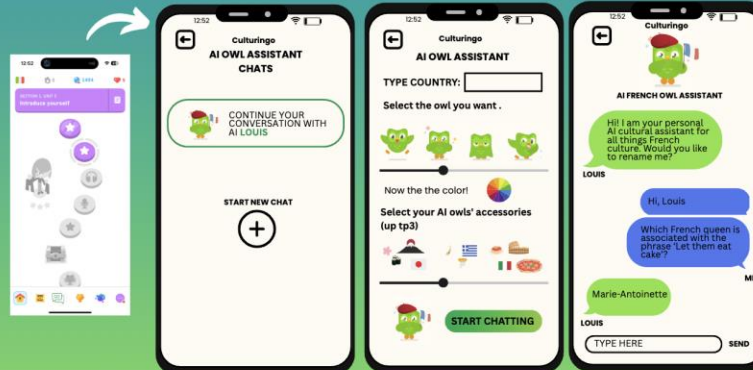 12:52
SECTION 1, UNIT 1
Introduce yourself
12:52
Culturingo
AI OWL ASSISTANT
CHATS
CONTINUE YOUR
CONVERSATION WITH
AI LOUIS
START NEW CHAT
12:52
Culturingo
AI OWL ASSISTANT
TYPE COUNTRY:
Select the owl you want .
Now the the color!
Select your AI owls' accessories
(up tp3)
START CHATTING
12:52
Culturingo
AI FRENCH OWL ASSISTANT
Hi! I am your personal
AI cultural assistant for
all things French
culture. Would you like
to rename me?
LOUIS
Hi, Louis
Which French queen is
associated with the
phrase 'Let them eat
cake'?
ME
Marie-Antoinette
LOUIS
TYPE HERE
SEND